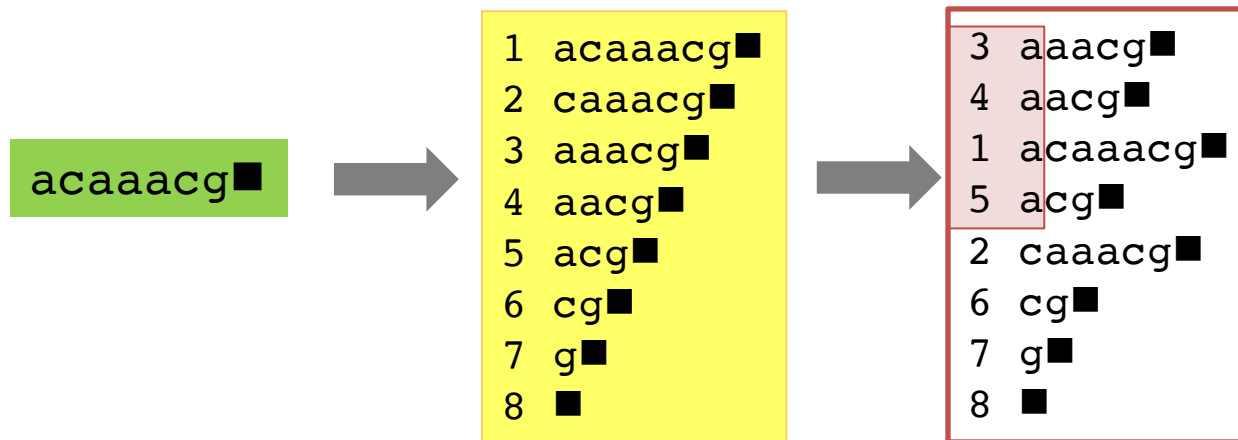 acaaacg■
1 acaaacg■
2 caaacg■
3 aaacg■
4 aacg■
5 acg■
6 cg■
7 g■
8 ■
3 aaacg■
4 aacg■
1 acaaacg■
5 acg■
2 caaacg■
6 cg■
7 g■
8 ■